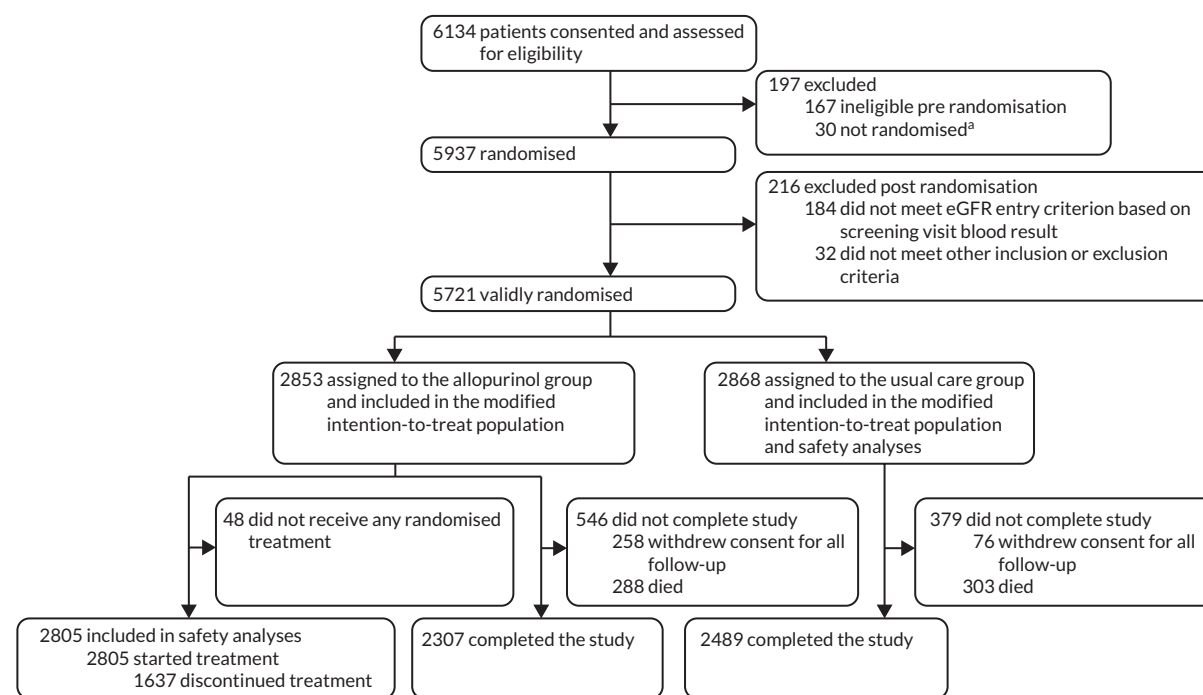 6134 patients consented and assessed
for eligibility
197 excluded
167 ineligible pre randomisation
30 not randomisedᵃ
5937 randomised
216 excluded post randomisation
184 did not meet eGFR entry criterion based on
screening visit blood result
32 did not meet other inclusion or exclusion
criteria
5721 validly randomised
2853 assigned to the allopurinol group
and included in the modified
intention-to-treat population
2868 assigned to the usual care group
and included in the modified
intention-to-treat population
and safety analyses
48 did not receive any randomised
treatment
546 did not complete study
258 withdrew consent for all
follow-up
288 died
379 did not complete study
76 withdrew consent for all
follow-up
303 died
2805 included in safety analyses
2805 started treatment
1637 discontinued treatment
2307 completed the study
2489 completed the study